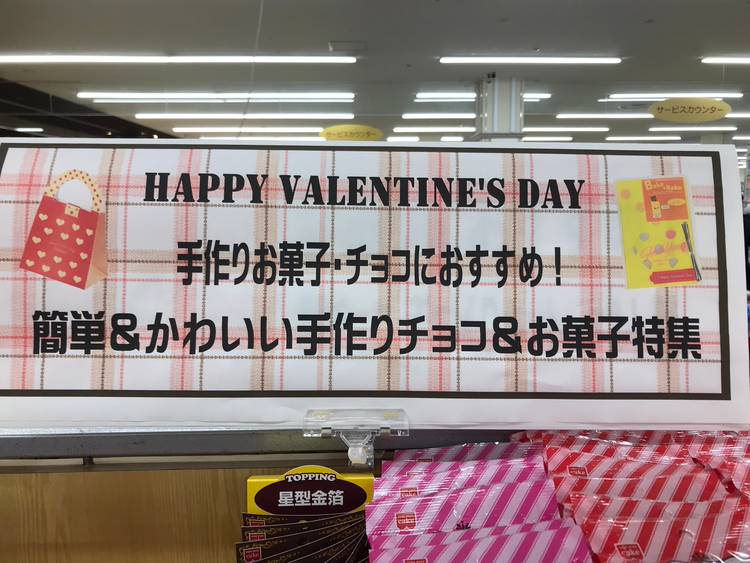 サービスカウンター
サービスカウンター
HAPPY VALENTINE'S DAY
手作りお菓子・チョコにおすすめ！
簡単&かわいい手作りチョコ&お菓子特集
TOPPING
星型金箔
cake
cake